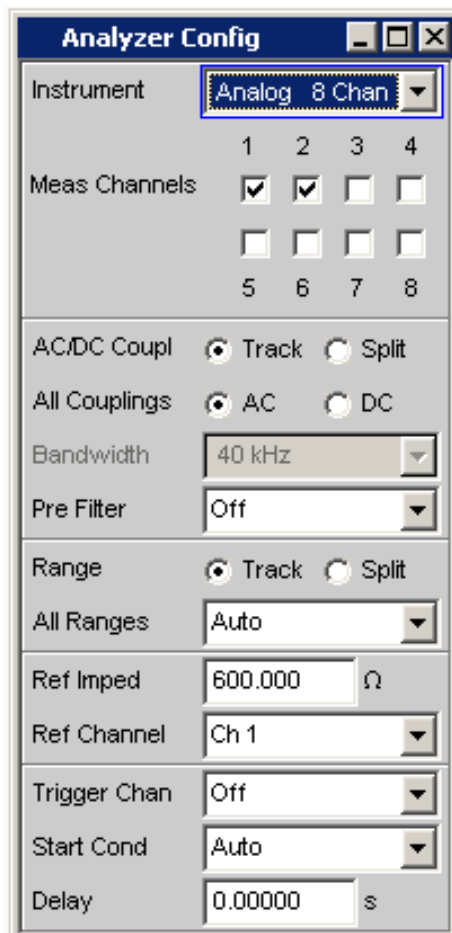 Analyzer Config
Instrument Analog 8 Chan
1 2 3 4
Meas Channels
5 6 7 8
AC/DC Coupl Track Split
All Couplings AC DC
Bandwidth 40 kHz
Pre Filter Off
Range Track Split
All Ranges Auto
Ref Imped 600.000 Ω
Ref Channel Ch 1
Trigger Chan Off
Start Cond Auto
Delay 0.00000 s